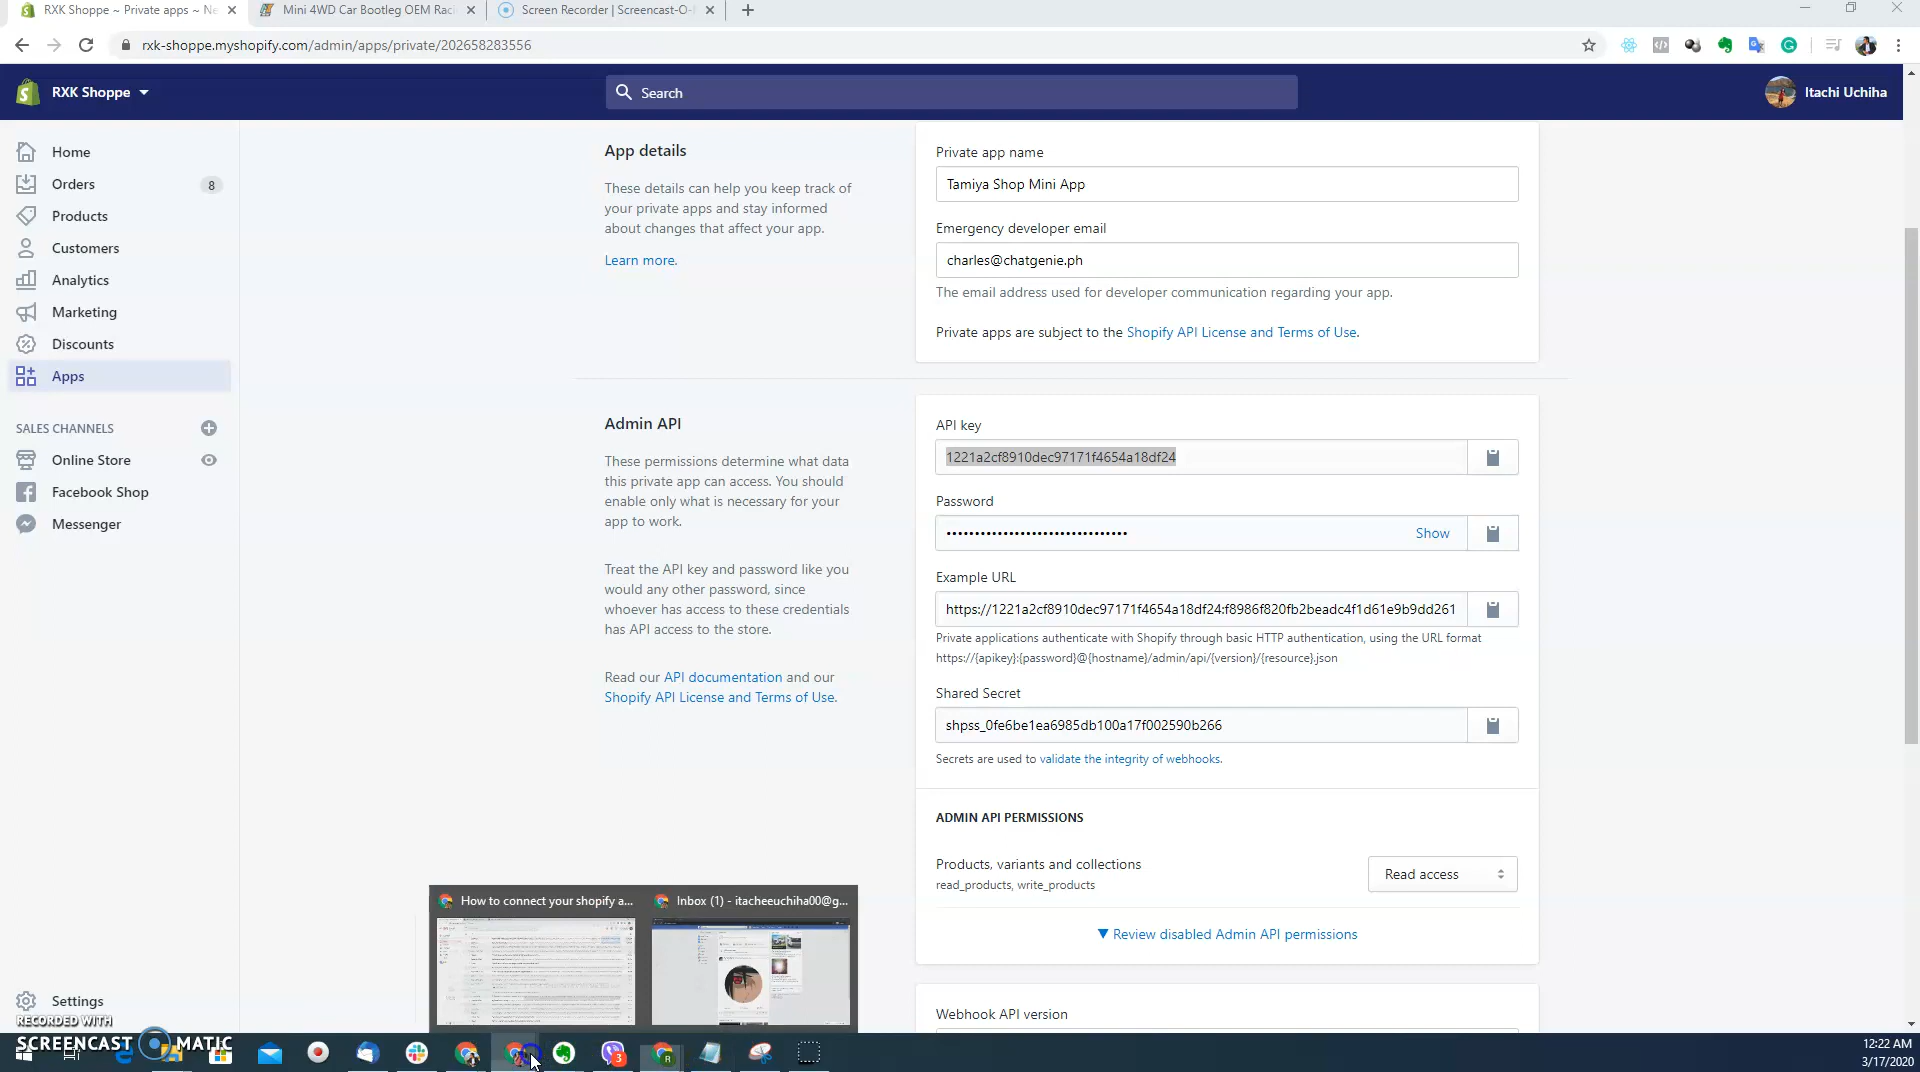 RXK Shoppe ~ Private apps ~ Ne
Mini 4WD Car Bootleg OEM Raci
Screen Recorder | Screencast-O-
rxk-shoppe.myshopify.com/admin/apps/private/202658283556
RXK Shoppe
Search
Itachi Uchiha
Home
Orders
8
Products
Customers
Analytics
Marketing
Discounts
Apps
SALES CHANNELS
Online Store
Facebook Shop
Messenger
Settings
App details
These details can help you keep track of
your private apps and stay informed
about changes that affect your app.
Learn more.
Private app name
Tamiya Shop Mini App
Emergency developer email
charles@chatgenie.ph
The email address used for developer communication regarding your app.
Private apps are subject to the Shopify API License and Terms of Use.
Admin API
These permissions determine what data
this private app can access. You should
enable only what is necessary for your
app to work.
Treat the API key and password like you
would any other password, since
whoever has access to these credentials
has API access to the store.
Read our API documentation and our
Shopify API License and Terms of Use.
API key
1221a2cf8910dec97171f4654a18df24
Password
••••••••••••••••••••••••••••••••
Show
Example URL
https://1221a2cf8910dec97171f4654a18df24:f8986f820fb2beadc4f1d61e9b9dd261
Private applications authenticate with Shopify through basic HTTP authentication, using the URL format
https://{apikey}:{password}@{hostname}/admin/api/{version}/{resource}.json
Shared Secret
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
Secrets are used to validate the integrity of webhooks.
ADMIN API PERMISSIONS
Products, variants and collections
read_products, write_products
Read access
▼ Review disabled Admin API permissions
Webhook API version
How to connect your shopify a...
Inbox (1) - itacheeuchiha00@g...
RECORDED WITH
SCREENCAST MATIC
3
R
12:22 AM
3/17/2020